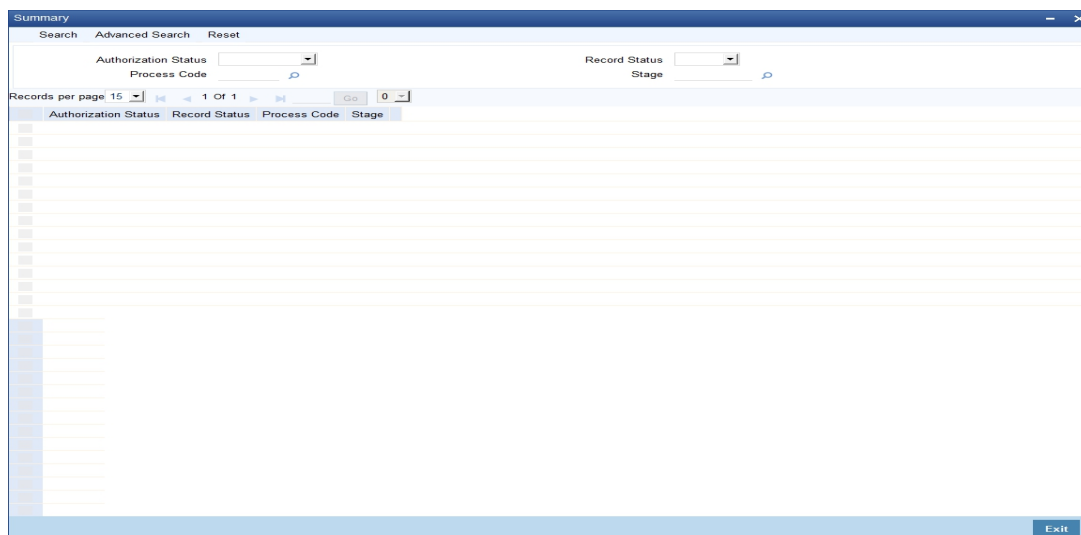 Summary
Search Advanced Search Reset
Authorization Status Record Status
Process Code Stage
Records per page 15 1 Of 1 Go 0
Authorization Status Record Status Process Code Stage
Exit